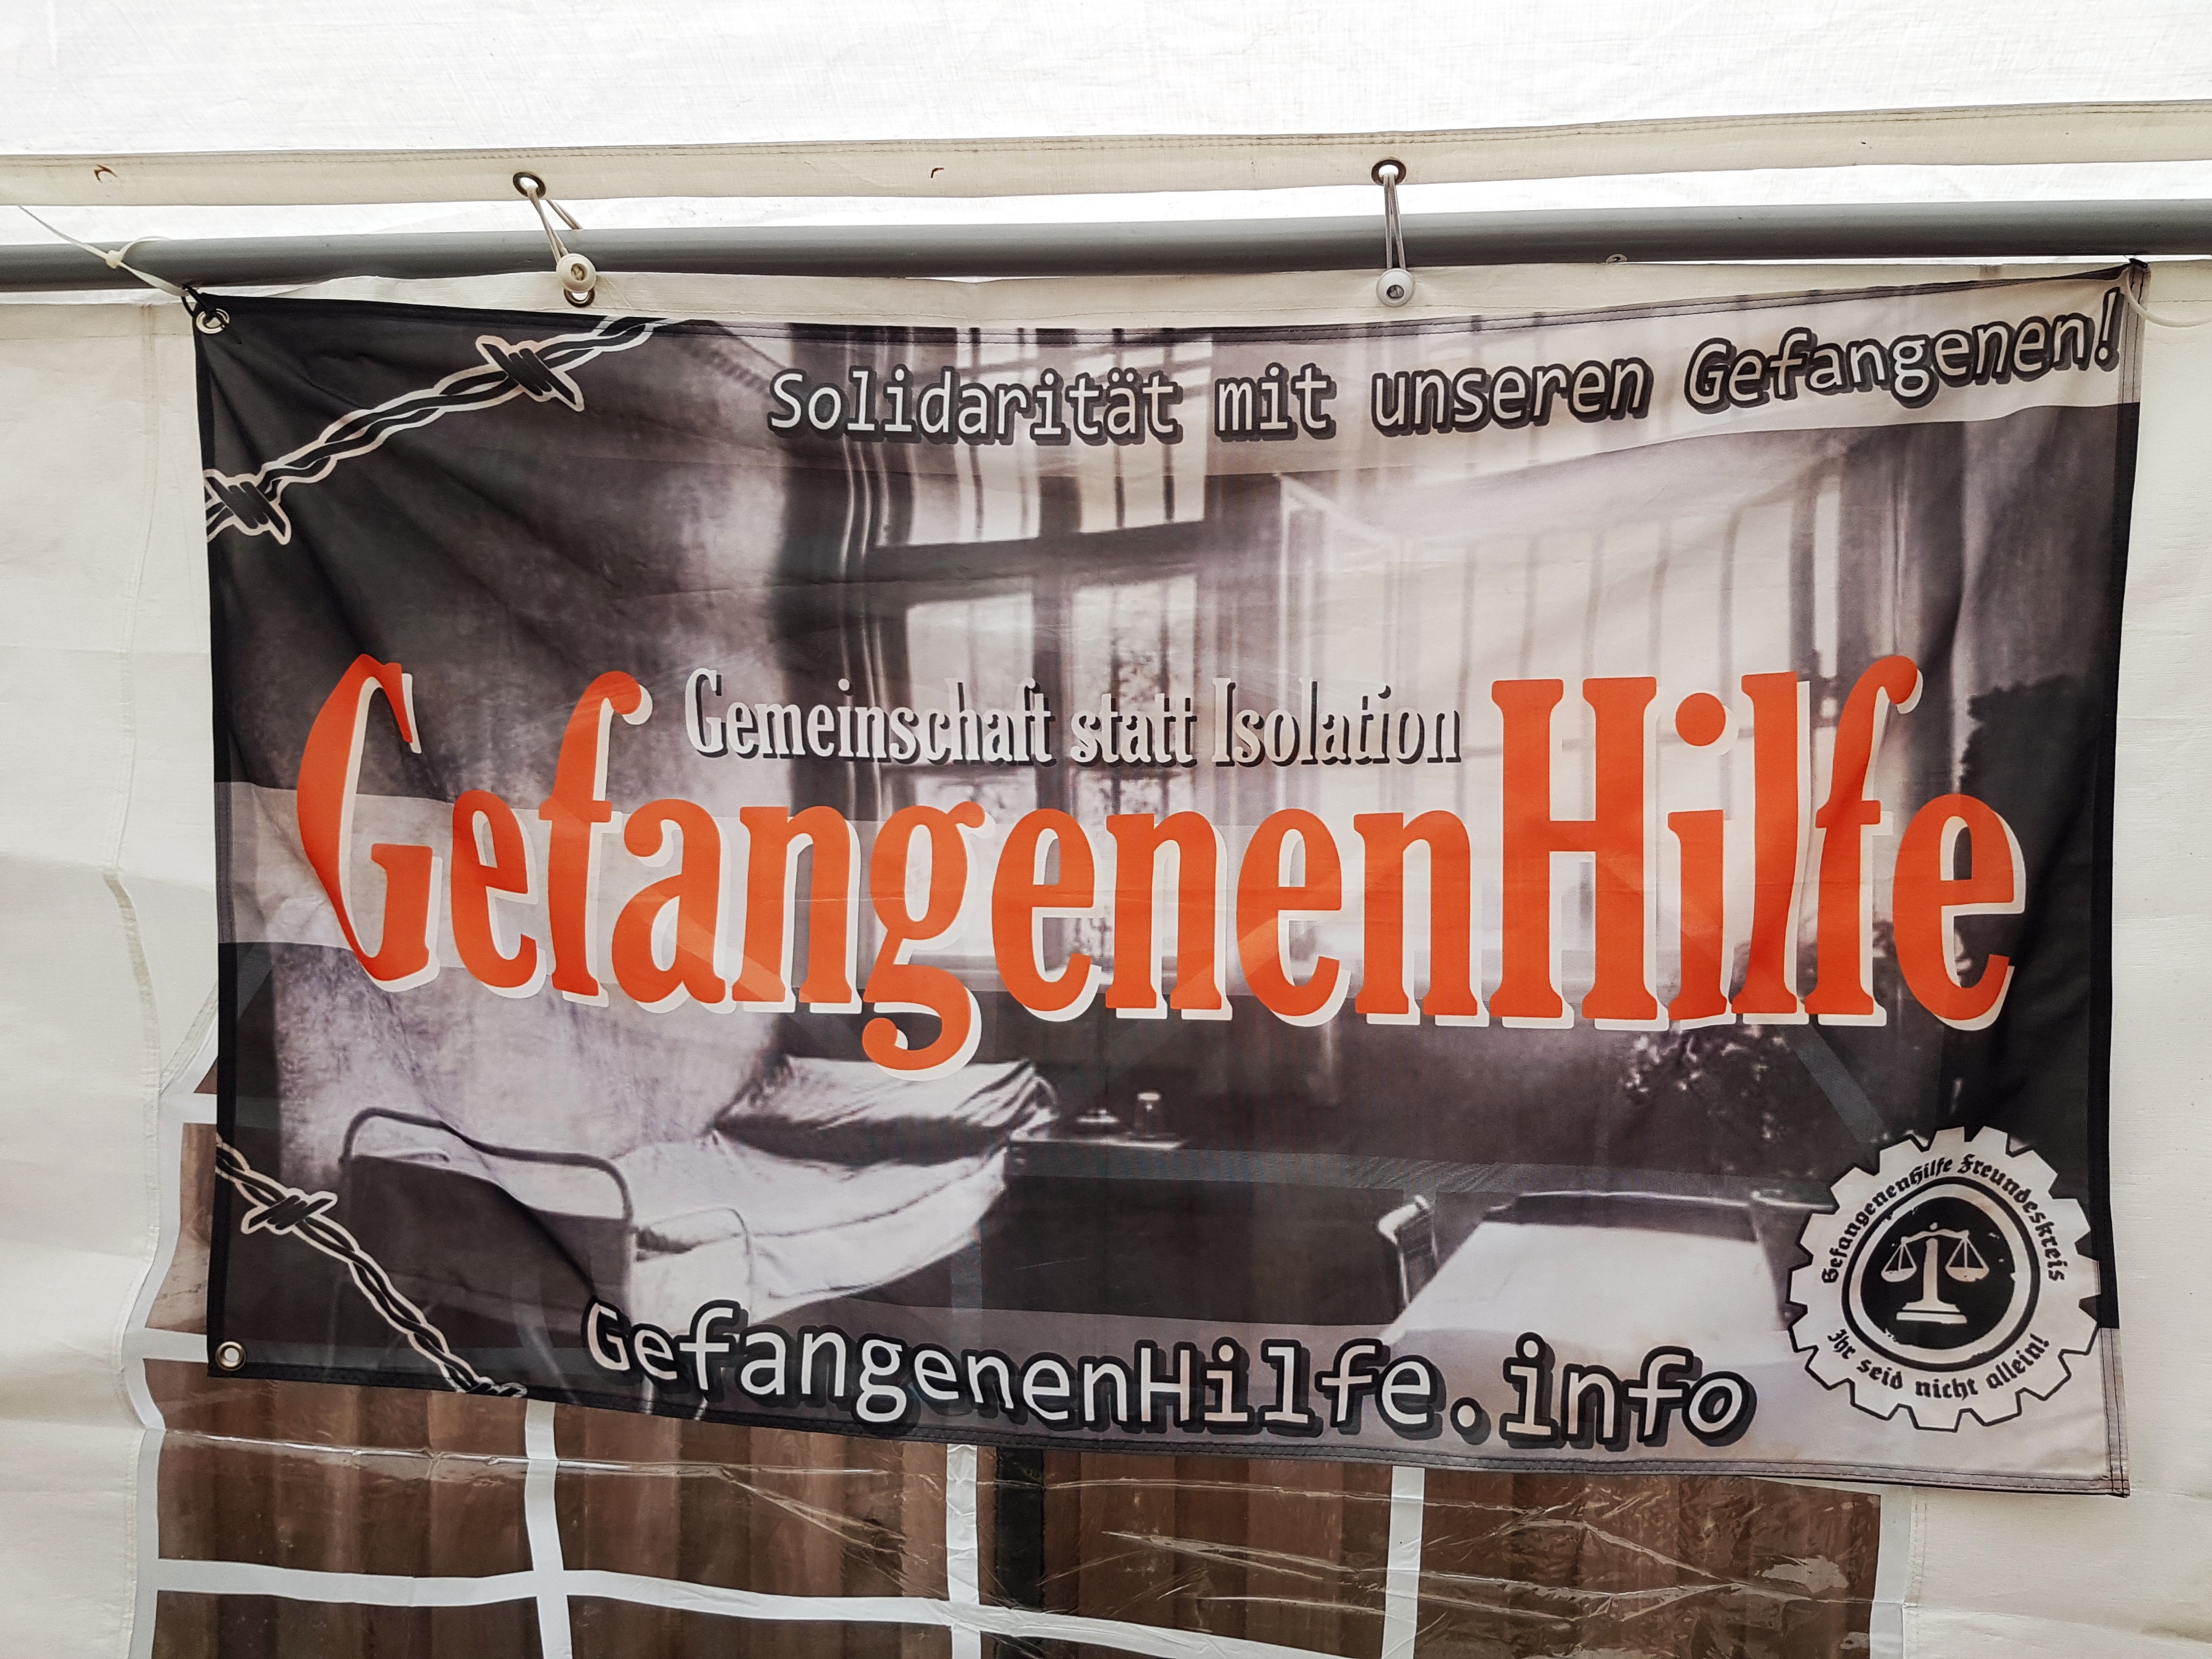 Solidarität mit unseren Gefangenen!
Gemeinschaft statt Isolation
GefangenenHilfe
GefangenenHilfe.info
GefangenenHilfe Freundeskreis
Ihr seid nicht allein!